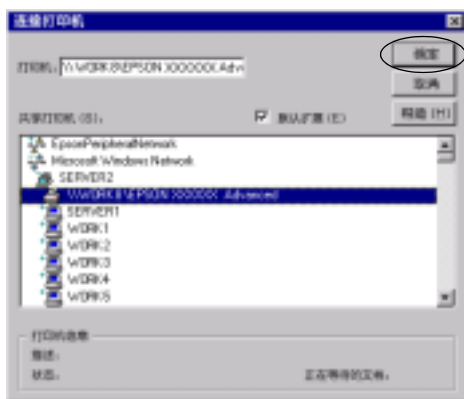 连接打印机
打印机: \\WORK8\EPSON XXXXXX Adv
确定
取消
共享打印机 (S):
默认扩展 (E)
帮助 (H)
EpsonPeripheralNetwork
Microsoft Windows Network
SERVER2
\\WORK8\EPSON XXXXXX Advanced
SERVER1
WORK1
WORK2
WORK3
WORK4
WORK5
打印机信息
描述:
状态:
正在等待的文档: